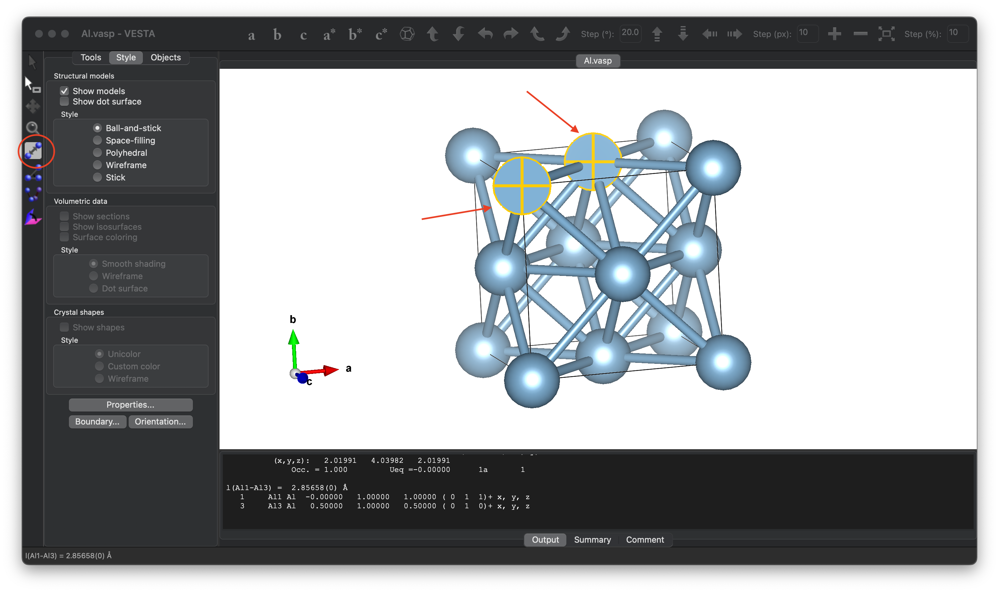 Al.vasp - VESTA
a b c a* b* c* Step (°): 20.0 Step (px): 10 Step (%): 10
Tools Style Objects
Al.vasp
Structural models
Show models
Show dot surface
Style
Ball-and-stick
Space-filling
Polyhedral
Wireframe
Stick
Volumetric data
Show sections
Show isosurfaces
Surface coloring
Style
Smooth shading
Wireframe
Dot surface
Crystal shapes
Show shapes
Style
Unicolor
Custom color
Wireframe
Properties...
Boundary... Orientation...
b
a
c
(x,y,z): 2.01991 4.03982 2.01991
Occ. = 1.000 Ueq =-0.00000 1a 1
l(Al1-Al3) = 2.85658(0) Å
1 Al1 Al -0.00000 1.00000 1.00000 ( 0 1 1)+ x, y, z
3 Al3 Al 0.50000 1.00000 0.50000 ( 0 1 0)+ x, y, z
Output Summary Comment
l(Al1-Al3) = 2.85658(0) Å